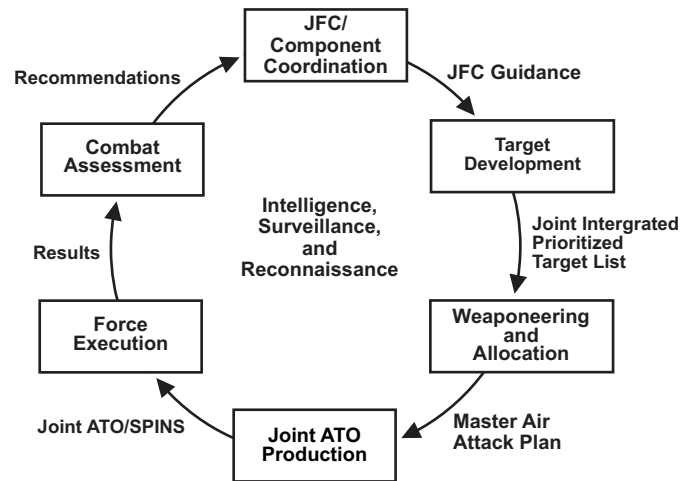 JFC/
Component
Coordination
JFC Guidance
Target
Development
Joint Intergrated
Prioritized
Target List
Weaponeering
and
Allocation
Master Air
Attack Plan
Joint ATO
Production
Joint ATO/SPINS
Force
Execution
Results
Combat
Assessment
Recommendations
Intelligence,
Surveillance,
and
Reconnaissance